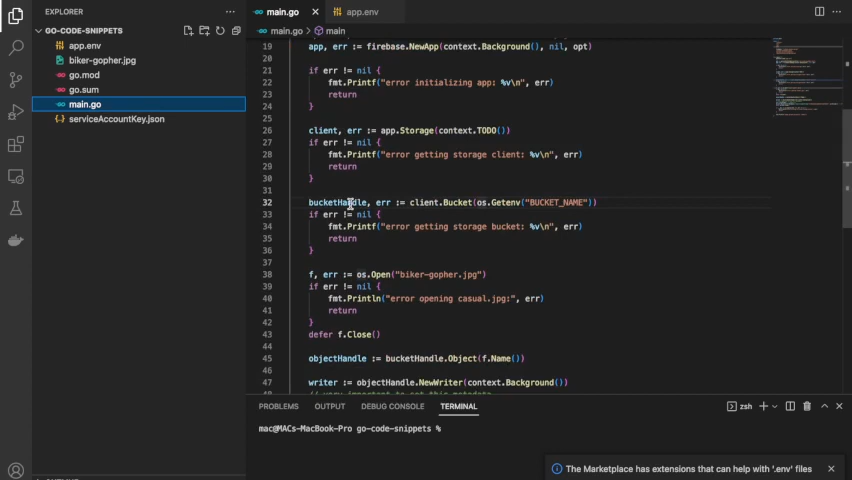 EXPLORER
GO-CODE-SNIPPETS
app.env
biker-gopher.jpg
go.mod
go.sum
main.go
serviceAccountKey.json
main.go
app.env
main.go > main
19 app, err := firebase.NewApp(context.Background(), nil, opt)
20
21 if err != nil {
22 fmt.Printf("error initializing app: %v\n", err)
23 return
24 }
25
26 client, err := app.Storage(context.TODO())
27 if err != nil {
28 fmt.Printf("error getting storage client: %v\n", err)
29 return
30 }
31
32 bucketHandle, err := client.Bucket(os.Getenv("BUCKET_NAME"))
33 if err != nil {
34 fmt.Printf("error getting storage bucket: %v\n", err)
35 return
36 }
37
38 f, err := os.Open("biker-gopher.jpg")
39 if err != nil {
40 fmt.Println("error opening casual.jpg:", err)
41 return
42 }
43 defer f.Close()
44
45 objectHandle := bucketHandle.Object(f.Name())
46
47 writer := objectHandle.NewWriter(context.Background())
PROBLEMS OUTPUT DEBUG CONSOLE TERMINAL
zsh
mac@MACs-MacBook-Pro go-code-snippets %
The Marketplace has extensions that can help with '.env' files